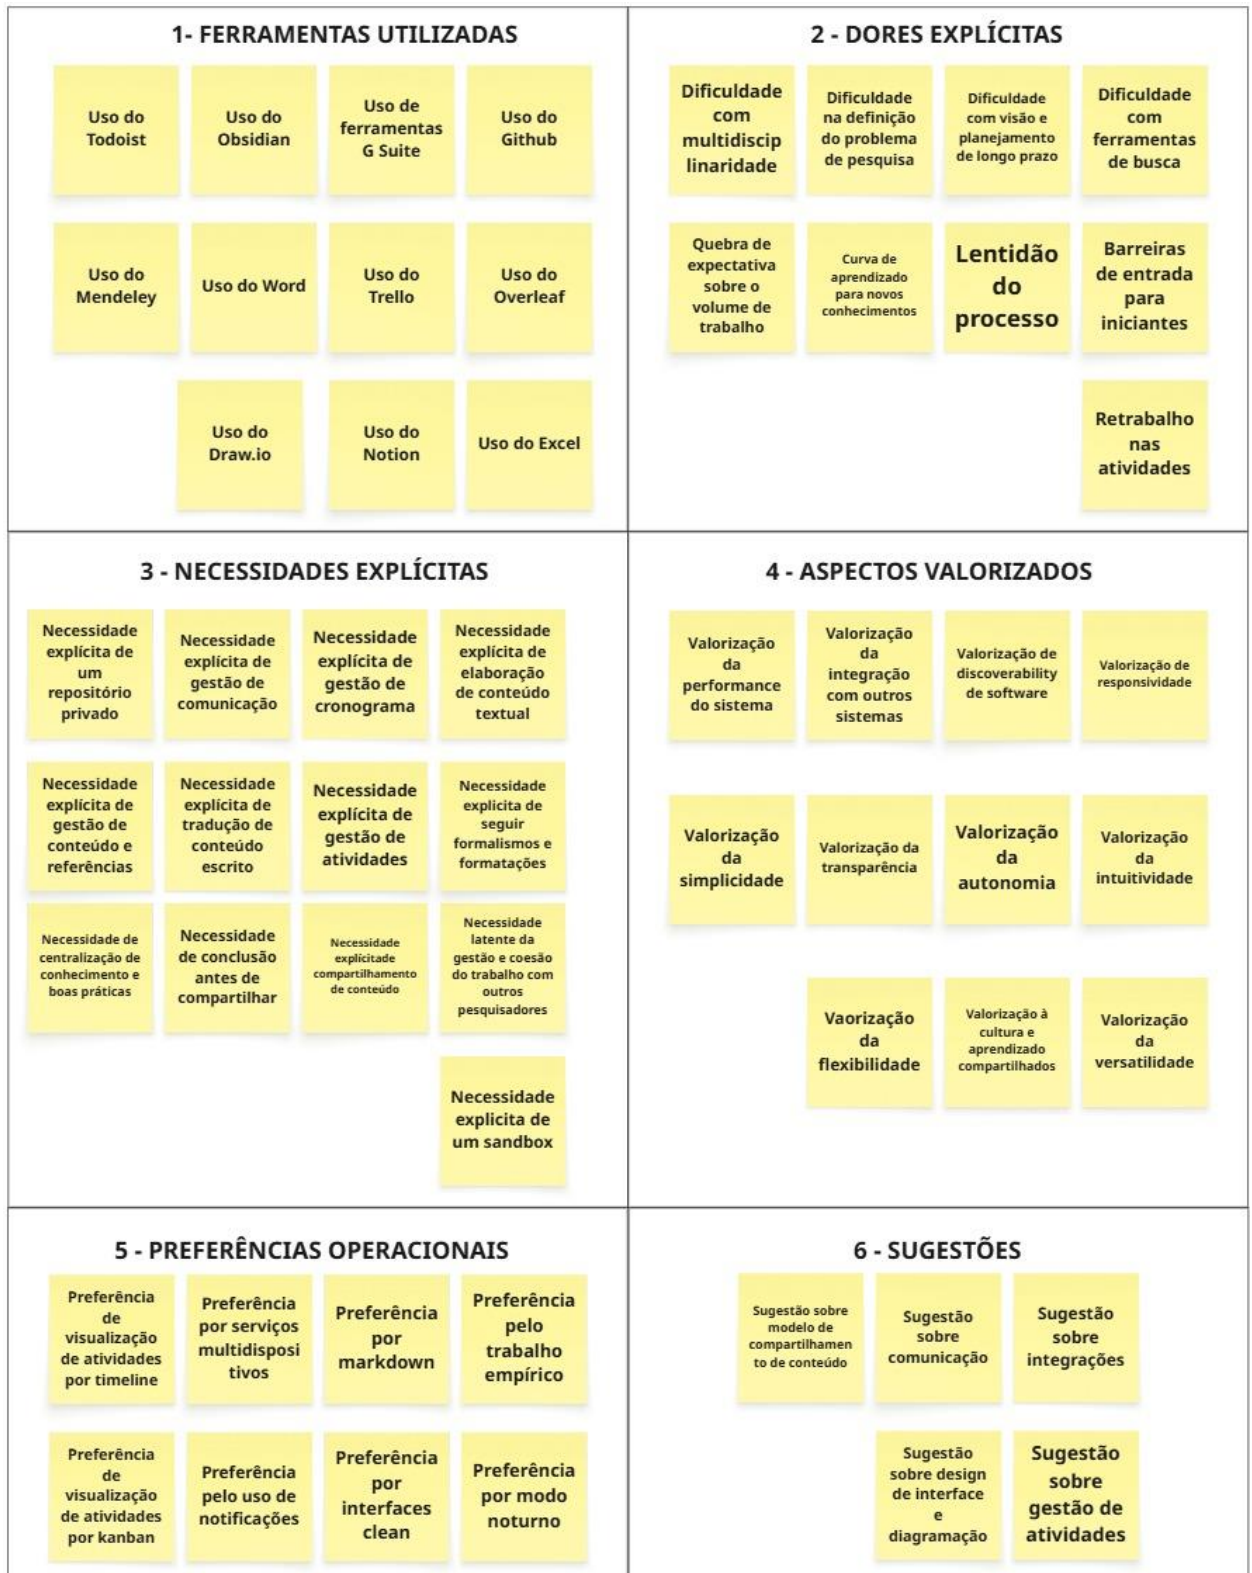 1- FERRAMENTAS UTILIZADAS
Uso do
Todoist
Uso do
Obsidian
Uso de
ferramentas
G Suite
Uso do
Github
Uso do
Mendeley
Uso do Word
Uso do
Trello
Uso do
Overleaf
Uso do
Draw.io
Uso do
Notion
Uso do Excel
2 - DORES EXPLÍCITAS
Dificuldade
com
multidiscip
linaridade
Dificuldade
na definição
do problema
de pesquisa
Dificuldade
com visão e
planejamento
de longo prazo
Dificuldade
com
ferramentas
de busca
Quebra de
expectativa
sobre o
volume de
trabalho
Curva de
aprendizado
para novos
conhecimentos
Lentidão
do
processo
Barreiras
de entrada
para
iniciantes
Retrabalho
nas
atividades
3 - NECESSIDADES EXPLÍCITAS
Necessidade
explícita de
um
repositório
privado
Necessidade
explícita de
gestão de
comunicação
Necessidade
explícita de
gestão de
cronograma
Necessidade
explícita de
elaboração
de conteúdo
textual
Necessidade
explícita de
gestão de
conteúdo e
referências
Necessidade
explícita de
tradução de
conteúdo
escrito
Necessidade
explícita de
gestão de
atividades
Necessidade
explicita de
seguir
formalismos e
formatações
Necessidade de
centralização de
conhecimento e
boas práticas
Necessidade
de conclusão
antes de
compartilhar
Necessidade
explícitade
compartilhamento
de conteúdo
Necessidade
latente da
gestão e coesão
do trabalho com
outros
pesquisadores
Necessidade
explicita de
um sandbox
4 - ASPECTOS VALORIZADOS
Valorização
da
performance
do sistema
Valorização
da
integração
com outros
sistemas
Valorização de
discoverability
de software
Valorização de
responsividade
Valorização
da
simplicidade
Valorização da
transparência
Valorização
da
autonomia
Valorização
da
intuitividade
Vaorização
da
flexibilidade
Valorização à
cultura e
aprendizado
compartilhados
Valorização
da
versatilidade
5 - PREFERÊNCIAS OPERACIONAIS
Preferência
de
visualização
de atividades
por timeline
Preferência
por serviços
multidisposi
tivos
Preferência
por
markdown
Preferência
pelo
trabalho
empírico
Preferência
de
visualização
de atividades
por kanban
Preferência
pelo uso de
notificações
Preferência
por
interfaces
clean
Preferência
por modo
noturno
6 - SUGESTÕES
Sugestão sobre
modelo de
compartilhamen
to de conteúdo
Sugestão
sobre
comunicação
Sugestão
sobre
integrações
Sugestão
sobre design
de interface
e
diagramação
Sugestão
sobre
gestão de
atividades